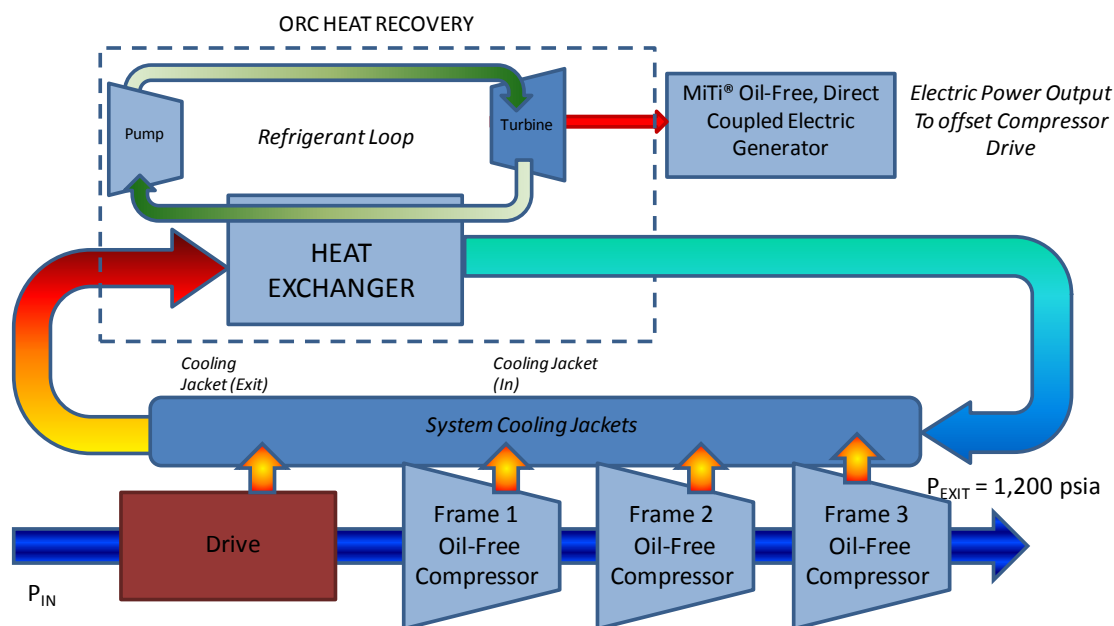 ORC HEAT RECOVERY
Pump
Refrigerant Loop
Turbine
MiTi® Oil-Free, Direct
Coupled Electric
Generator
Electric Power Output
To offset Compressor
Drive
HEAT
EXCHANGER
Cooling
Jacket (Exit)
Cooling Jacket
(In)
System Cooling Jackets
P_EXIT = 1,200 psia
Drive
Frame 1
Oil-Free
Compressor
Frame 2
Oil-Free
Compressor
Frame 3
Oil-Free
Compressor
P_IN